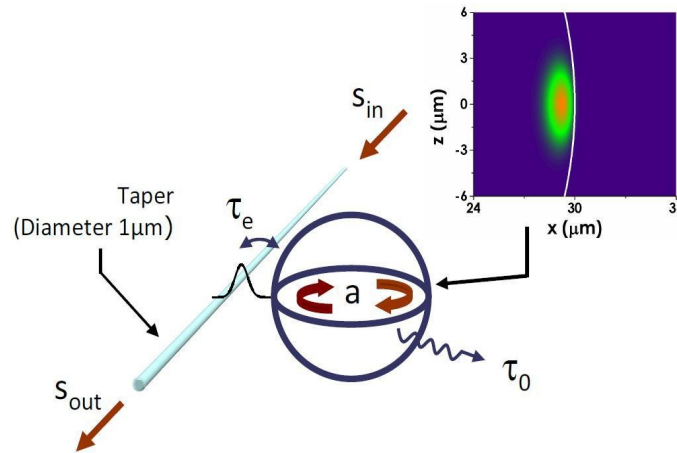 S_in
Taper
(Diameter 1μm)
τ_e
a
τ_0
S_out
6
3
0
-3
-6
z (μm)
24 30 3
x (μm)